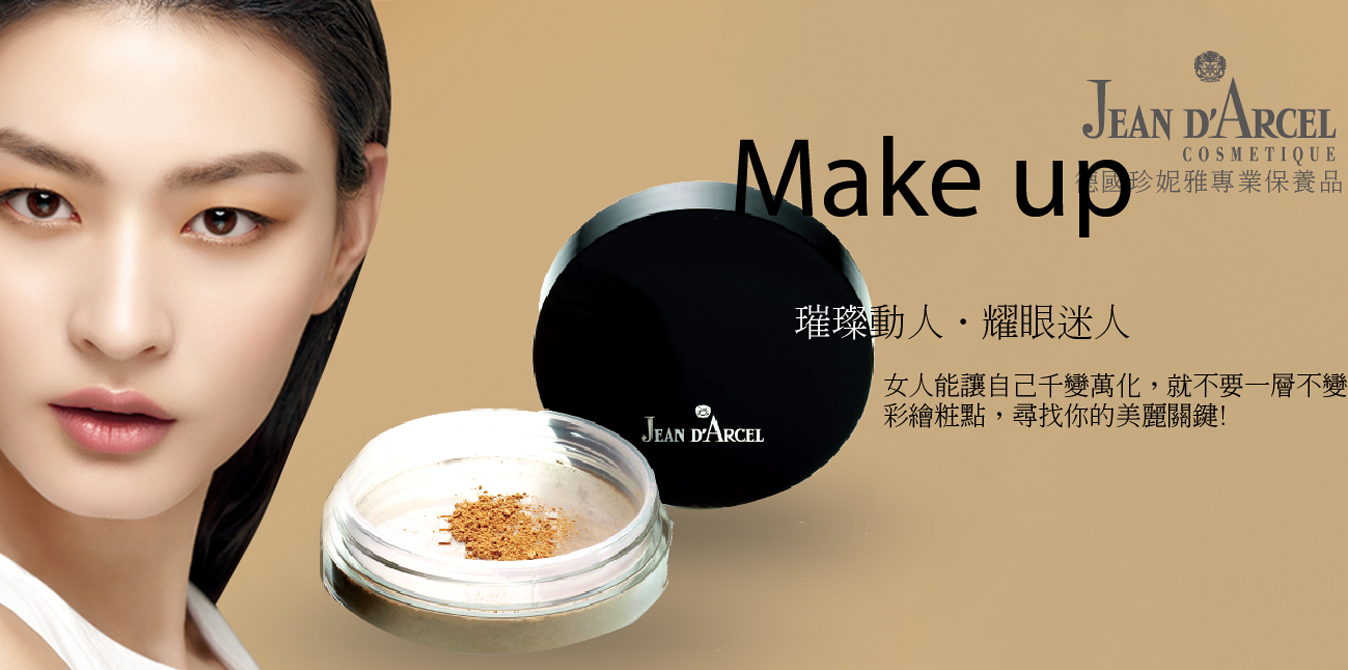 JEAN D'ARCEL
COSMETIQUE
德國珍妮雅專業保養品
Make up
璀璨動人・耀眼迷人
女人能讓自己千變萬化，就不要一層不變
彩繪粧點，尋找你的美麗關鍵!
JEAN D'ARCEL